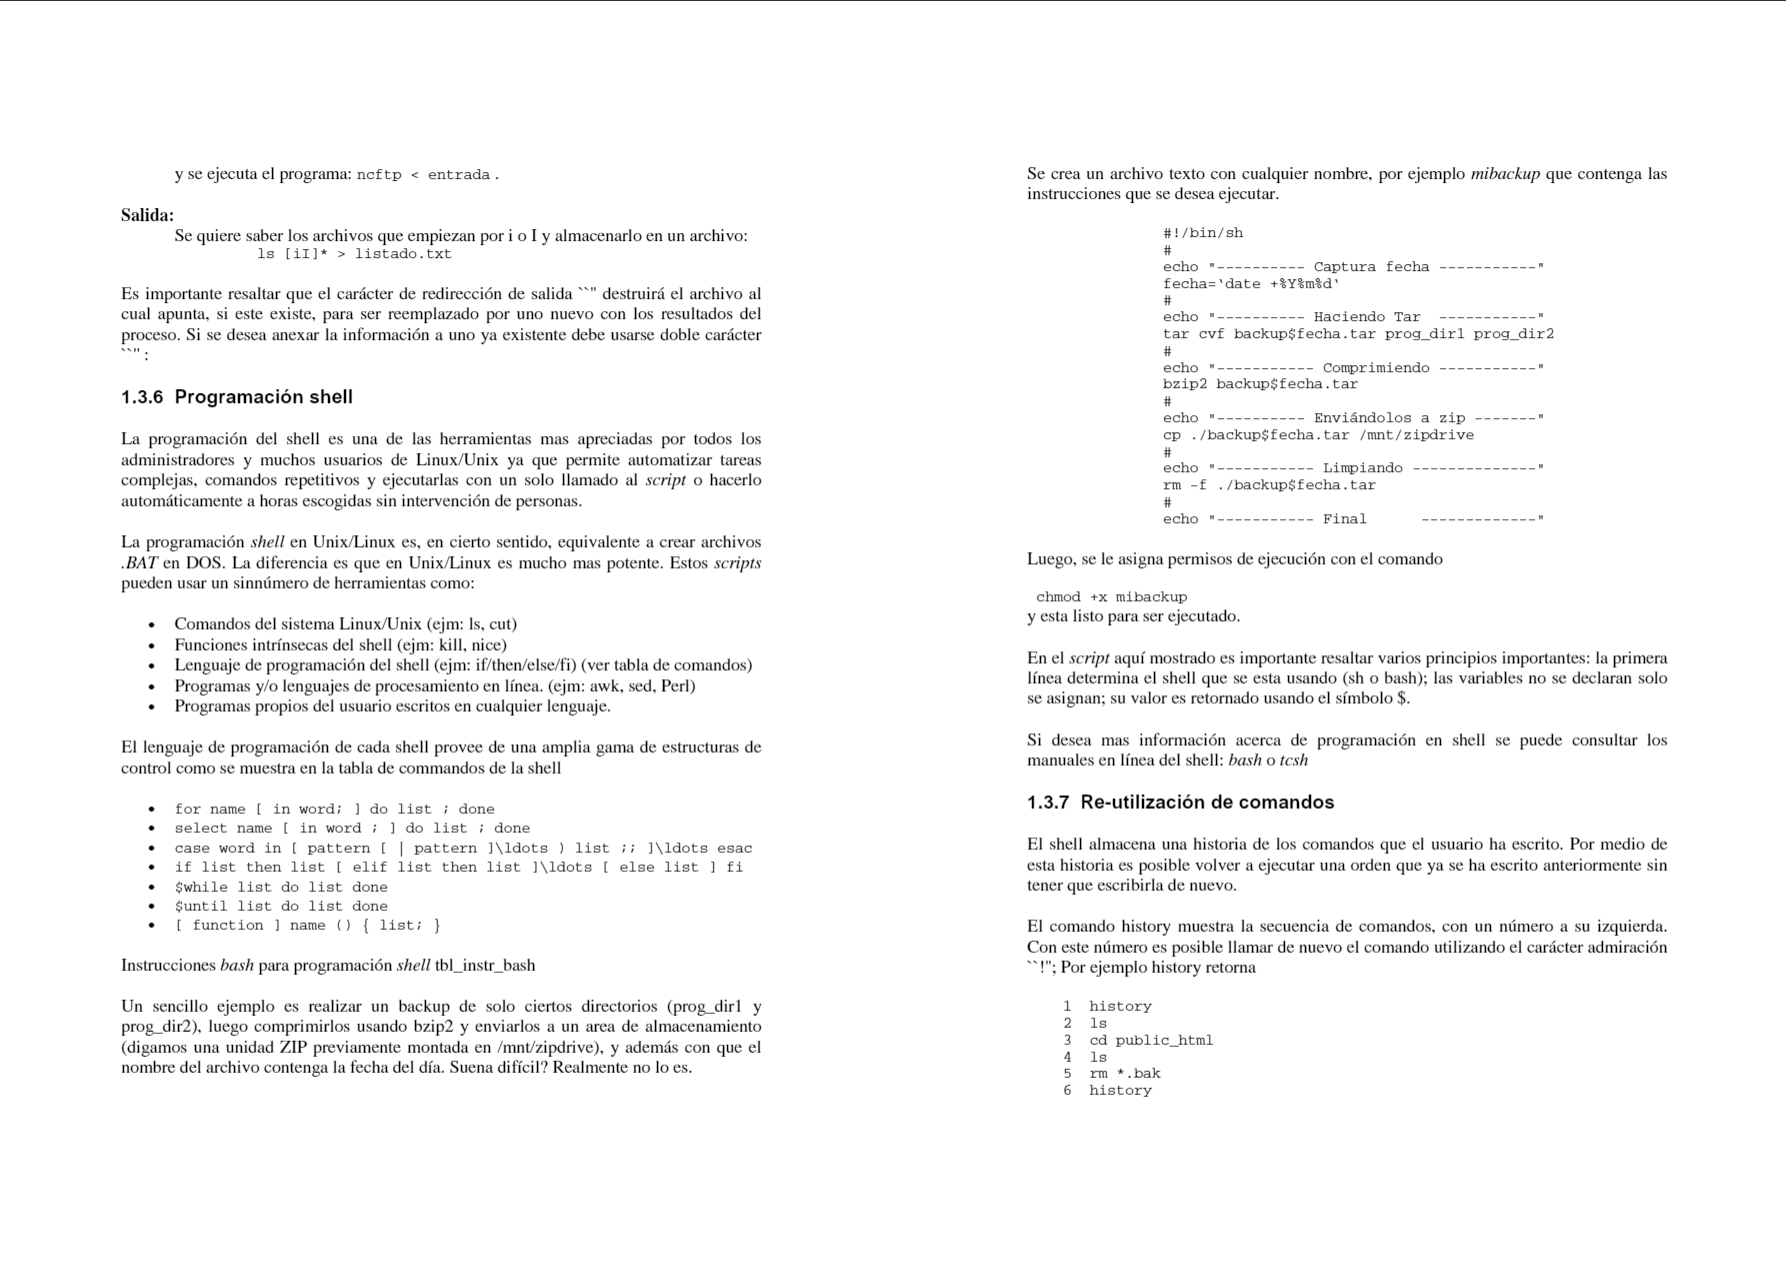 y se ejecuta el programa: ncftp < entrada .
Salida:
Se quiere saber los archivos que empiezan por i o I y almacenarlo en un archivo:
ls [iI]* > listado.txt
Es importante resaltar que el carácter de redirección de salida ``" destruirá el archivo al
cual apunta, si este existe, para ser reemplazado por uno nuevo con los resultados del
proceso. Si se desea anexar la información a uno ya existente debe usarse doble carácter
``" :
1.3.6 Programación shell
La programación del shell es una de las herramientas mas apreciadas por todos los
administradores y muchos usuarios de Linux/Unix ya que permite automatizar tareas
complejas, comandos repetitivos y ejecutarlas con un solo llamado al script o hacerlo
automáticamente a horas escogidas sin intervención de personas.
La programación shell en Unix/Linux es, en cierto sentido, equivalente a crear archivos
.BAT en DOS. La diferencia es que en Unix/Linux es mucho mas potente. Estos scripts
pueden usar un sinnúmero de herramientas como:
• Comandos del sistema Linux/Unix (ejm: ls, cut)
• Funciones intrínsecas del shell (ejm: kill, nice)
• Lenguaje de programación del shell (ejm: if/then/else/fi) (ver tabla de comandos)
• Programas y/o lenguajes de procesamiento en línea. (ejm: awk, sed, Perl)
• Programas propios del usuario escritos en cualquier lenguaje.
El lenguaje de programación de cada shell provee de una amplia gama de estructuras de
control como se muestra en la tabla de commandos de la shell
• for name [ in word; ] do list ; done
• select name [ in word ; ] do list ; done
• case word in [ pattern [ | pattern ]\ldots ) list ;; ]\ldots esac
• if list then list [ elif list then list ]\ldots [ else list ] fi
• $while list do list done
• $until list do list done
• [ function ] name () { list; }
Instrucciones bash para programación shell tbl_instr_bash
Un sencillo ejemplo es realizar un backup de solo ciertos directorios (prog_dir1 y
prog_dir2), luego comprimirlos usando bzip2 y enviarlos a un area de almacenamiento
(digamos una unidad ZIP previamente montada en /mnt/zipdrive), y además con que el
nombre del archivo contenga la fecha del día. Suena difícil? Realmente no lo es.
Se crea un archivo texto con cualquier nombre, por ejemplo mibackup que contenga las
instrucciones que se desea ejecutar.
#!/bin/sh
#
echo "---------- Captura fecha -----------"
fecha=`date +%Y%m%d`
#
echo "---------- Haciendo Tar  -----------"
tar cvf backup$fecha.tar prog_dir1 prog_dir2
#
echo "----------- Comprimiendo -----------"
bzip2 backup$fecha.tar
#
echo "---------- Enviándolos a zip -------"
cp ./backup$fecha.tar /mnt/zipdrive
#
echo "----------- Limpiando --------------"
rm -f ./backup$fecha.tar
#
echo "----------- Final      -------------"
Luego, se le asigna permisos de ejecución con el comando
chmod +x mibackup
y esta listo para ser ejecutado.
En el script aquí mostrado es importante resaltar varios principios importantes: la primera
línea determina el shell que se esta usando (sh o bash); las variables no se declaran solo
se asignan; su valor es retornado usando el símbolo $.
Si desea mas información acerca de programación en shell se puede consultar los
manuales en línea del shell: bash o tcsh
1.3.7 Re-utilización de comandos
El shell almacena una historia de los comandos que el usuario ha escrito. Por medio de
esta historia es posible volver a ejecutar una orden que ya se ha escrito anteriormente sin
tener que escribirla de nuevo.
El comando history muestra la secuencia de comandos, con un número a su izquierda.
Con este número es posible llamar de nuevo el comando utilizando el carácter admiración
``!"; Por ejemplo history retorna
1 history
2 ls
3 cd public_html
4 ls
5 rm *.bak
6 history